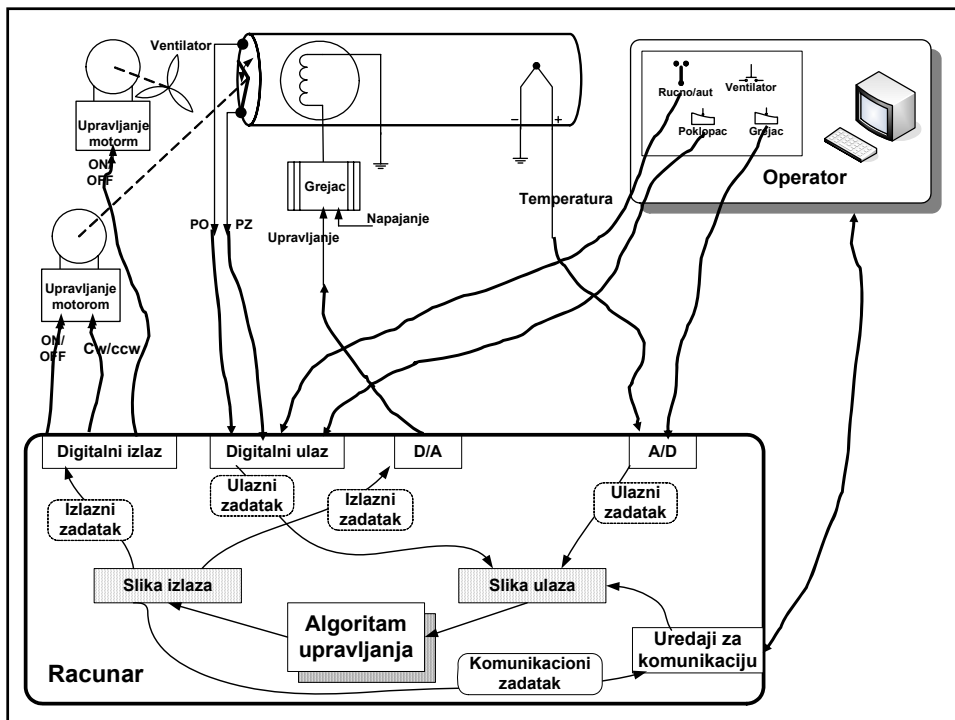 Ventilator
Upravljanje
motorm
ON/
OFF
Upravljanje
motorom
ON/
OFF
Cw/ccw
PO
PZ
Grejac
Napajanje
Upravljanje
–
+
Temperatura
Rucno/aut
Ventilator
Poklopac
Grejac
Operator
Digitalni izlaz
Digitalni ulaz
D/A
A/D
Izlazni
zadatak
Ulazni
zadatak
Izlazni
zadatak
Ulazni
zadatak
Slika izlaza
Slika ulaza
Algoritam
upravljanja
Uredaji za
komunikaciju
Komunikacioni
zadatak
Racunar